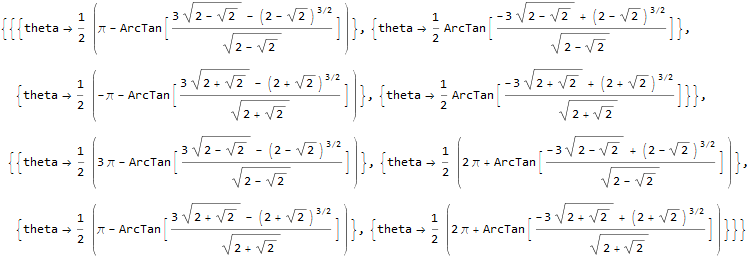 {{{theta → 1/2 (π − ArcTan[(3 √(2 − √2) − (2 − √2)^(3/2))/√(2 − √2)])}, {theta → 1/2 ArcTan[(−3 √(2 − √2) + (2 − √2)^(3/2))/√(2 − √2)]},
{theta → 1/2 (−π − ArcTan[(3 √(2 + √2) − (2 + √2)^(3/2))/√(2 + √2)])}, {theta → 1/2 ArcTan[(−3 √(2 + √2) + (2 + √2)^(3/2))/√(2 + √2)]}},
{{theta → 1/2 (3 π − ArcTan[(3 √(2 − √2) − (2 − √2)^(3/2))/√(2 − √2)])}, {theta → 1/2 (2 π + ArcTan[(−3 √(2 − √2) + (2 − √2)^(3/2))/√(2 − √2)])},
{theta → 1/2 (π − ArcTan[(3 √(2 + √2) − (2 + √2)^(3/2))/√(2 + √2)])}, {theta → 1/2 (2 π + ArcTan[(−3 √(2 + √2) + (2 + √2)^(3/2))/√(2 + √2)])}}}